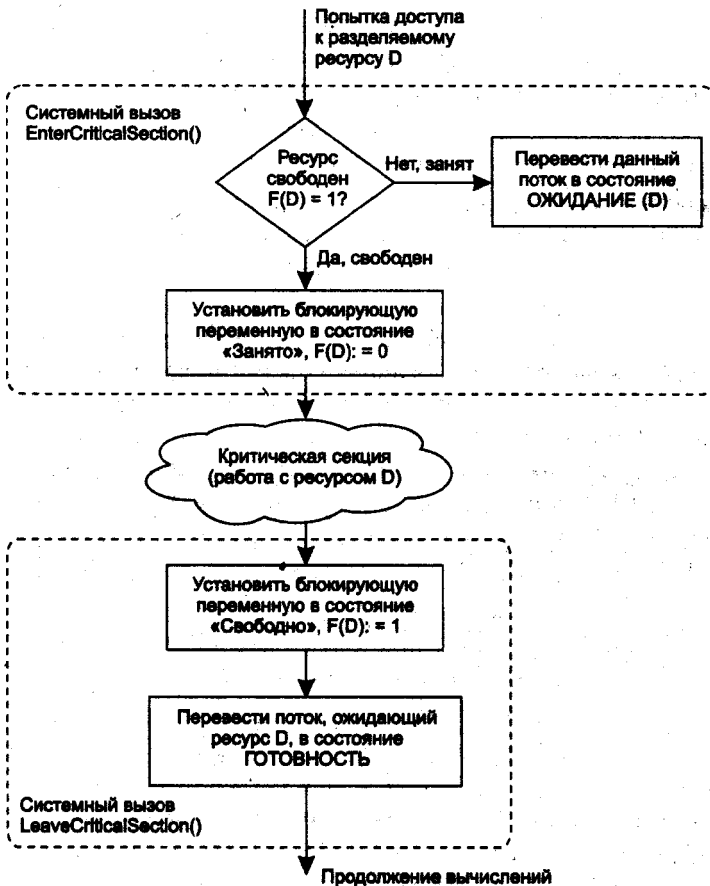 Попытка доступа
к разделяемому
ресурсу D
Системный вызов
EnterCriticalSection()
Ресурс
свободен
F(D) = 1?
Нет, занят
Перевести данный
поток в состояние
ОЖИДАНИЕ (D)
Да, свободен
Установить блокирующую
переменную в состояние
«Занято», F(D): = 0
Критическая секция
(работа с ресурсом D)
Установить блокирующую
переменную в состояние
«Свободно», F(D): = 1
Перевести поток, ожидающий
ресурс D, в состояние
ГОТОВНОСТЬ
Системный вызов
LeaveCriticalSection()
Продолжение вычислений